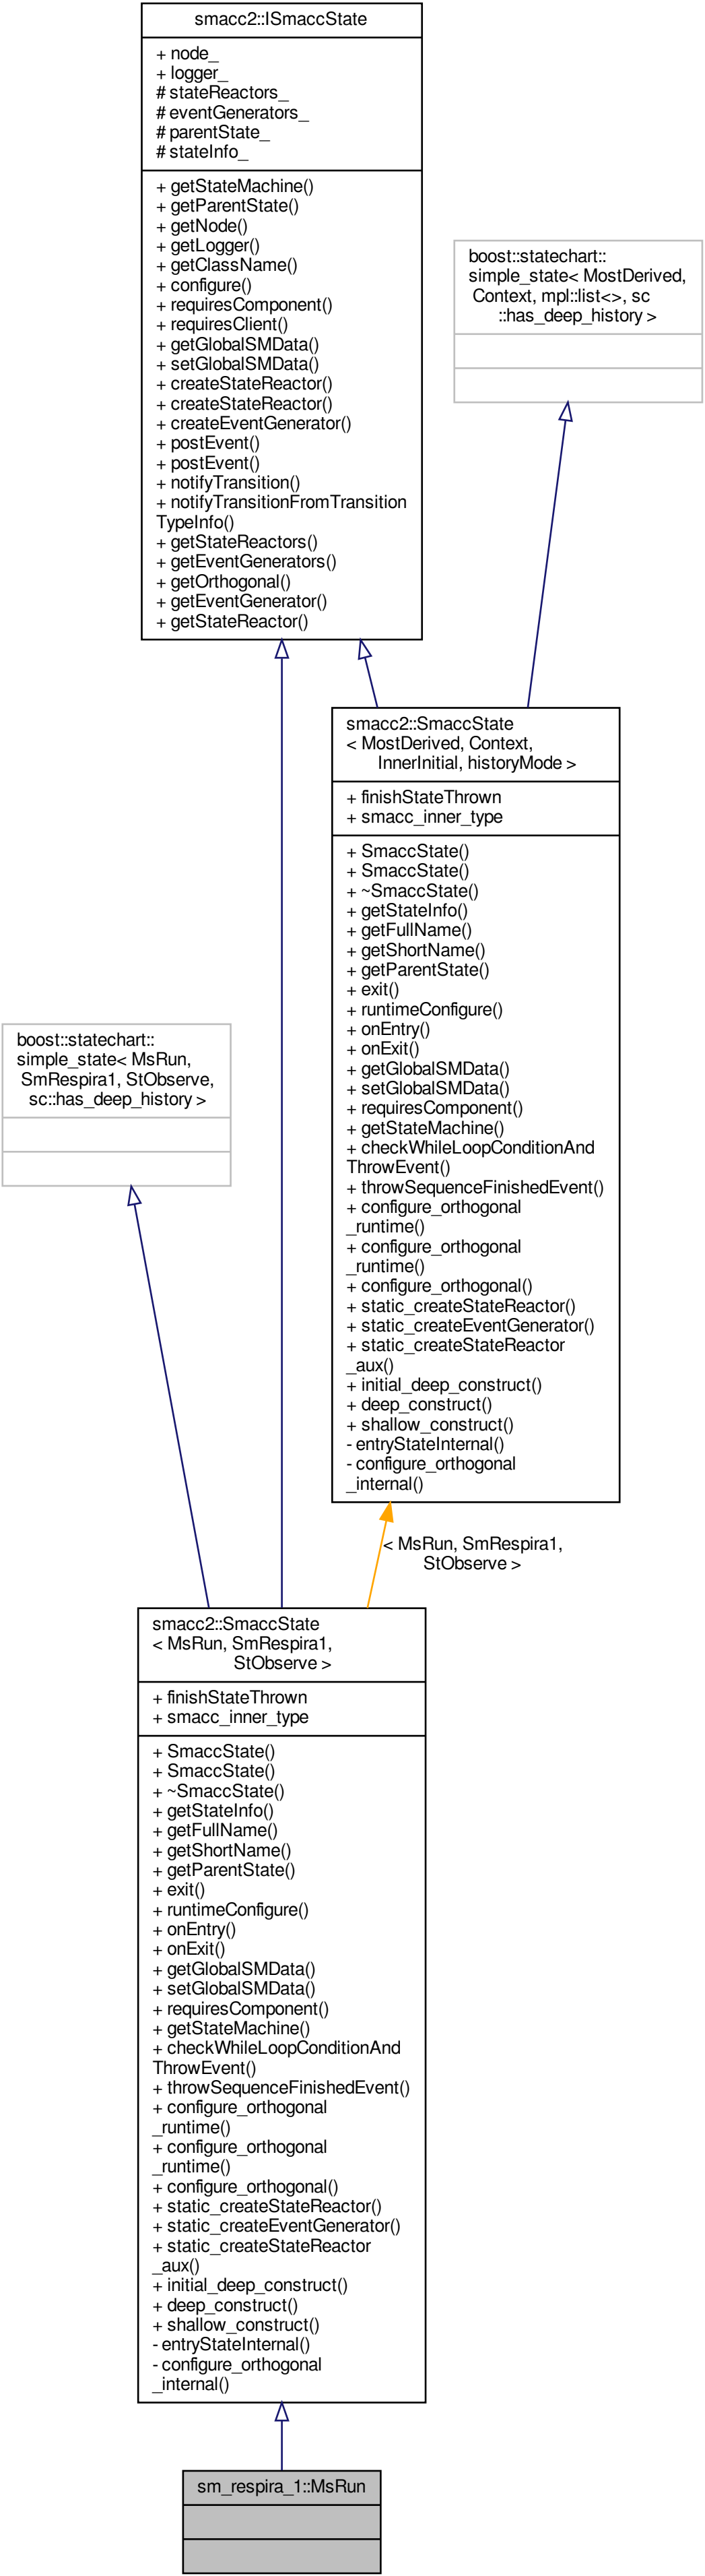 smacc2::ISmaccState
+ node_
+ logger_
# stateReactors_
# eventGenerators_
# parentState_
# stateInfo_
+ getStateMachine()
+ getParentState()
+ getNode()
+ getLogger()
+ getClassName()
+ configure()
+ requiresComponent()
+ requiresClient()
+ getGlobalSMData()
+ setGlobalSMData()
+ createStateReactor()
+ createStateReactor()
+ createEventGenerator()
+ postEvent()
+ postEvent()
+ notifyTransition()
+ notifyTransitionFromTransition
TypeInfo()
+ getStateReactors()
+ getEventGenerators()
+ getOrthogonal()
+ getEventGenerator()
+ getStateReactor()
boost::statechart::
simple_state< MostDerived,
Context, mpl::list<>, sc
::has_deep_history >
smacc2::SmaccState
< MostDerived, Context,
InnerInitial, historyMode >
+ finishStateThrown
+ smacc_inner_type
+ SmaccState()
+ SmaccState()
+ ~SmaccState()
+ getStateInfo()
+ getFullName()
+ getShortName()
+ getParentState()
+ exit()
+ runtimeConfigure()
+ onEntry()
+ onExit()
+ getGlobalSMData()
+ setGlobalSMData()
+ requiresComponent()
+ getStateMachine()
+ checkWhileLoopConditionAnd
ThrowEvent()
+ throwSequenceFinishedEvent()
+ configure_orthogonal
_runtime()
+ configure_orthogonal
_runtime()
+ configure_orthogonal()
+ static_createStateReactor()
+ static_createEventGenerator()
+ static_createStateReactor
_aux()
+ initial_deep_construct()
+ deep_construct()
+ shallow_construct()
- entryStateInternal()
- configure_orthogonal
_internal()
boost::statechart::
simple_state< MsRun,
SmRespira1, StObserve,
sc::has_deep_history >
< MsRun, SmRespira1,
StObserve >
smacc2::SmaccState
< MsRun, SmRespira1,
StObserve >
+ finishStateThrown
+ smacc_inner_type
+ SmaccState()
+ SmaccState()
+ ~SmaccState()
+ getStateInfo()
+ getFullName()
+ getShortName()
+ getParentState()
+ exit()
+ runtimeConfigure()
+ onEntry()
+ onExit()
+ getGlobalSMData()
+ setGlobalSMData()
+ requiresComponent()
+ getStateMachine()
+ checkWhileLoopConditionAnd
ThrowEvent()
+ throwSequenceFinishedEvent()
+ configure_orthogonal
_runtime()
+ configure_orthogonal
_runtime()
+ configure_orthogonal()
+ static_createStateReactor()
+ static_createEventGenerator()
+ static_createStateReactor
_aux()
+ initial_deep_construct()
+ deep_construct()
+ shallow_construct()
- entryStateInternal()
- configure_orthogonal
_internal()
sm_respira_1::MsRun